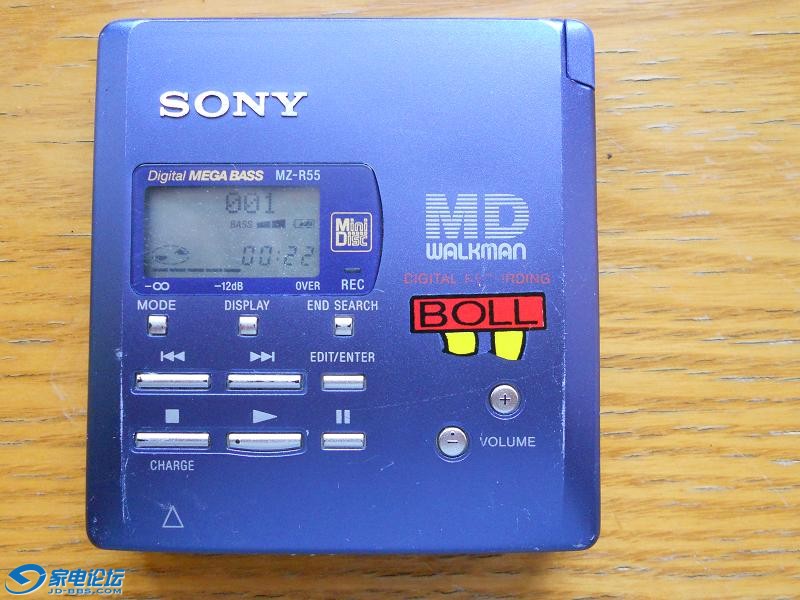 SONY
Digital MEGA BASS MZ-R55
001
BASS
00:22
Mini
Disc
-∞ -12dB OVER REC
MODE DISPLAY END SEARCH
EDIT/ENTER
CHARGE
MD
WALKMAN
DIGITAL RECORDING
BOLL
+
-
VOLUME
家电论坛
JD-BBS.COM